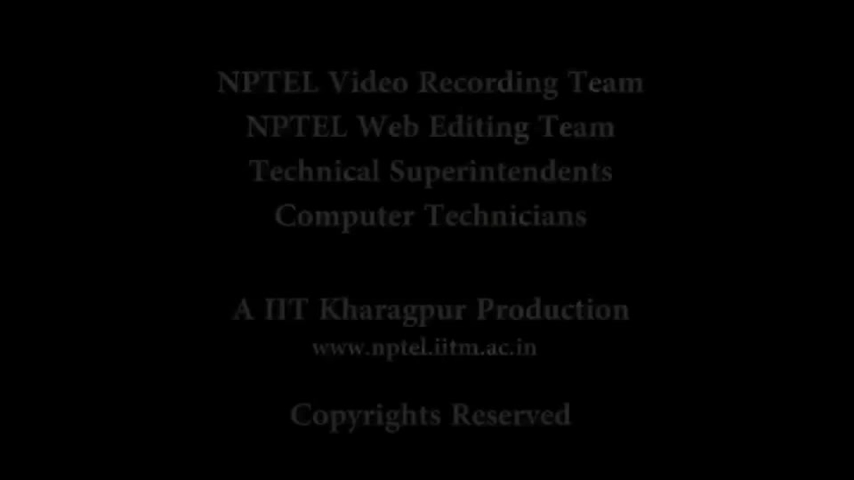 NPTEL Video Recording Team
NPTEL Web Editing Team
Technical Superintendents
Computer Technicians
A IIT Kharagpur Production
www.nptel.iitm.ac.in
Copyrights Reserved